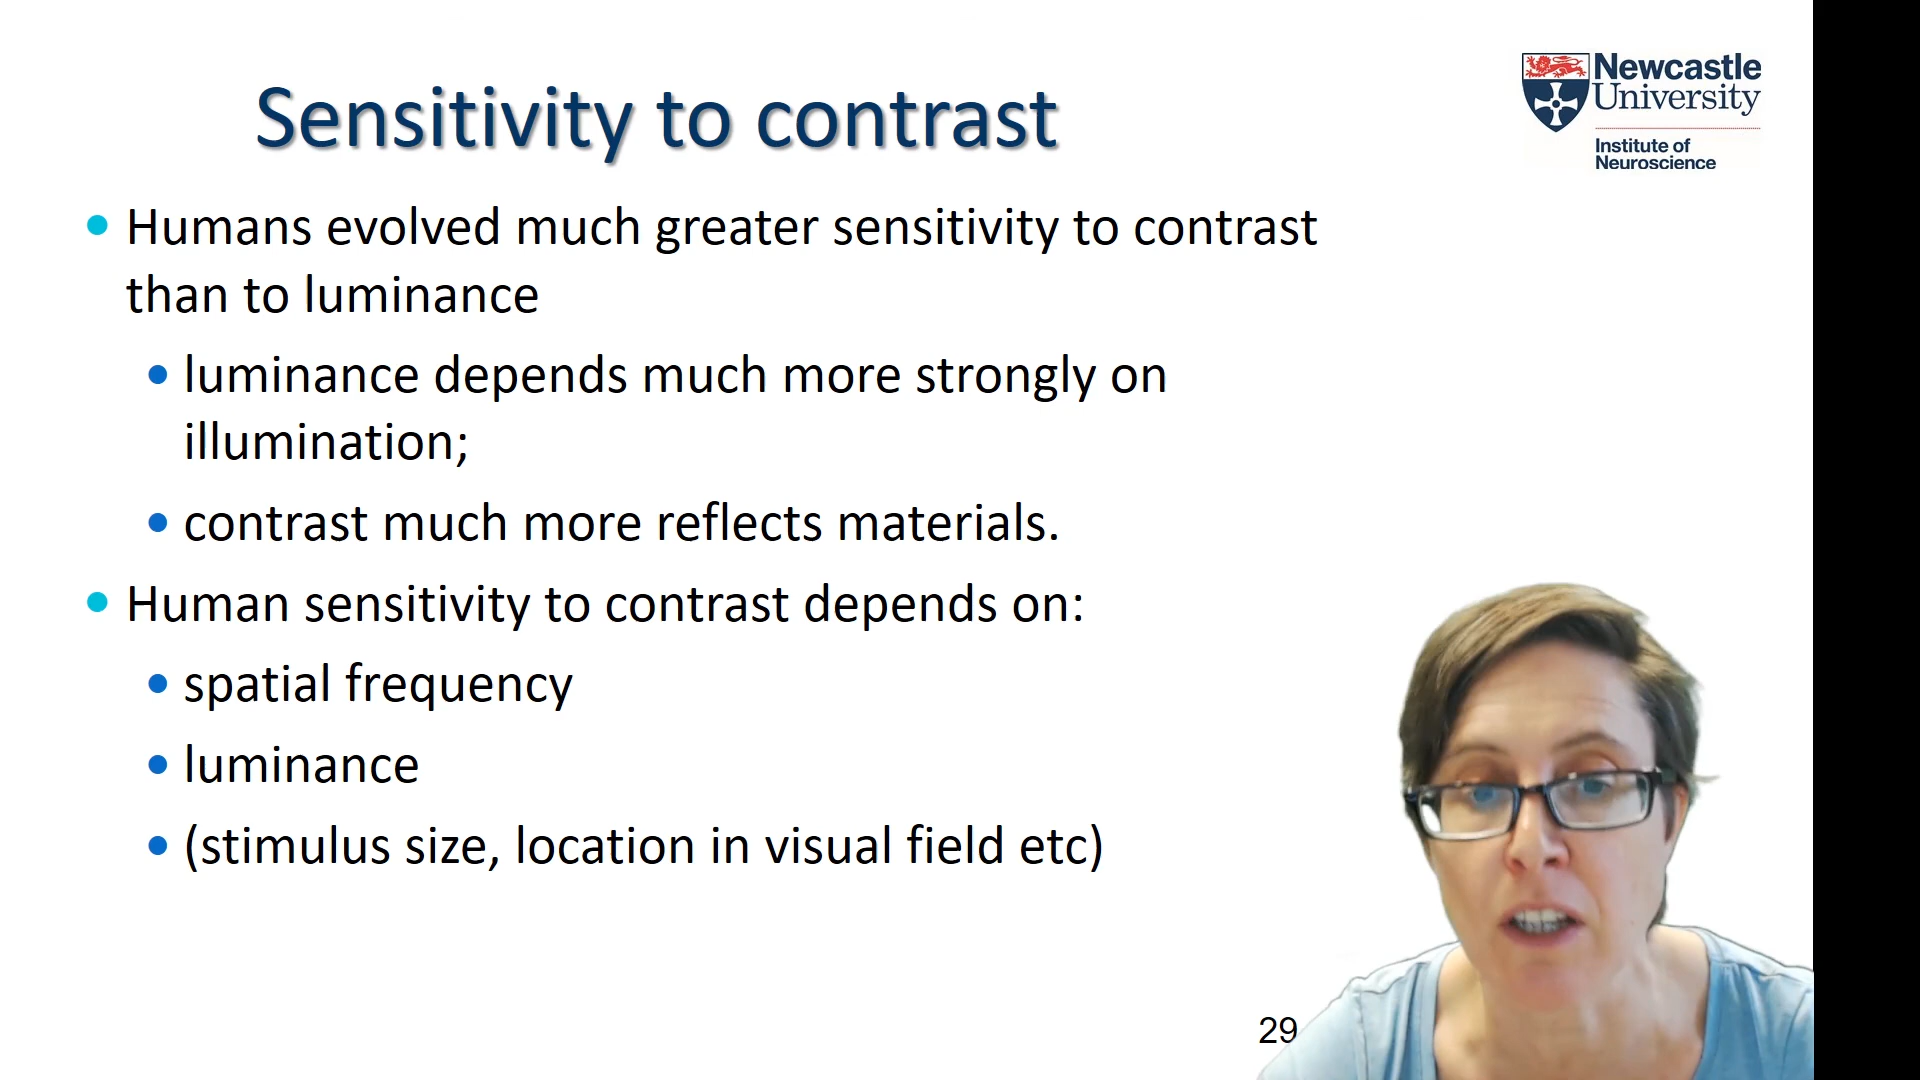 Sensitivity to contrast
Newcastle
University
Institute of
Neuroscience
• Humans evolved much greater sensitivity to contrast
than to luminance
• luminance depends much more strongly on
illumination;
• contrast much more reflects materials.
• Human sensitivity to contrast depends on:
• spatial frequency
• luminance
• (stimulus size, location in visual field etc)
29